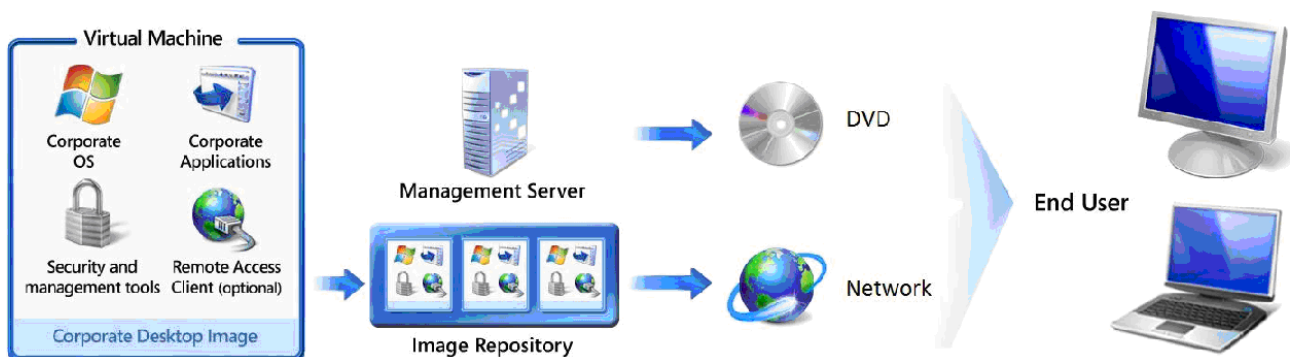 Virtual Machine
Corporate
OS
Corporate
Applications
Security and
management tools
Remote Access
Client (optional)
Corporate Desktop Image
Management Server
Image Repository
DVD
Network
End User